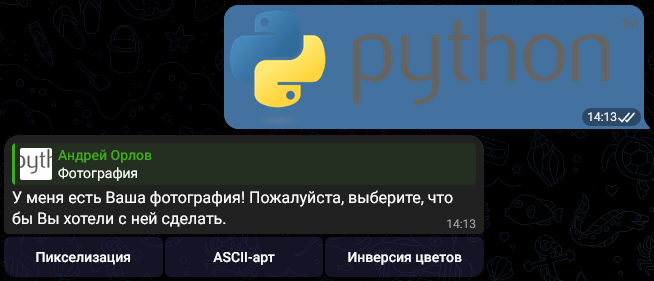 python
14:13
pyth
Андрей Орлов
Фотография
У меня есть Ваша фотография! Пожалуйста, выберите, что
бы Вы хотели с ней сделать.
14:13
Пикселизация
ASCII-арт
Инверсия цветов